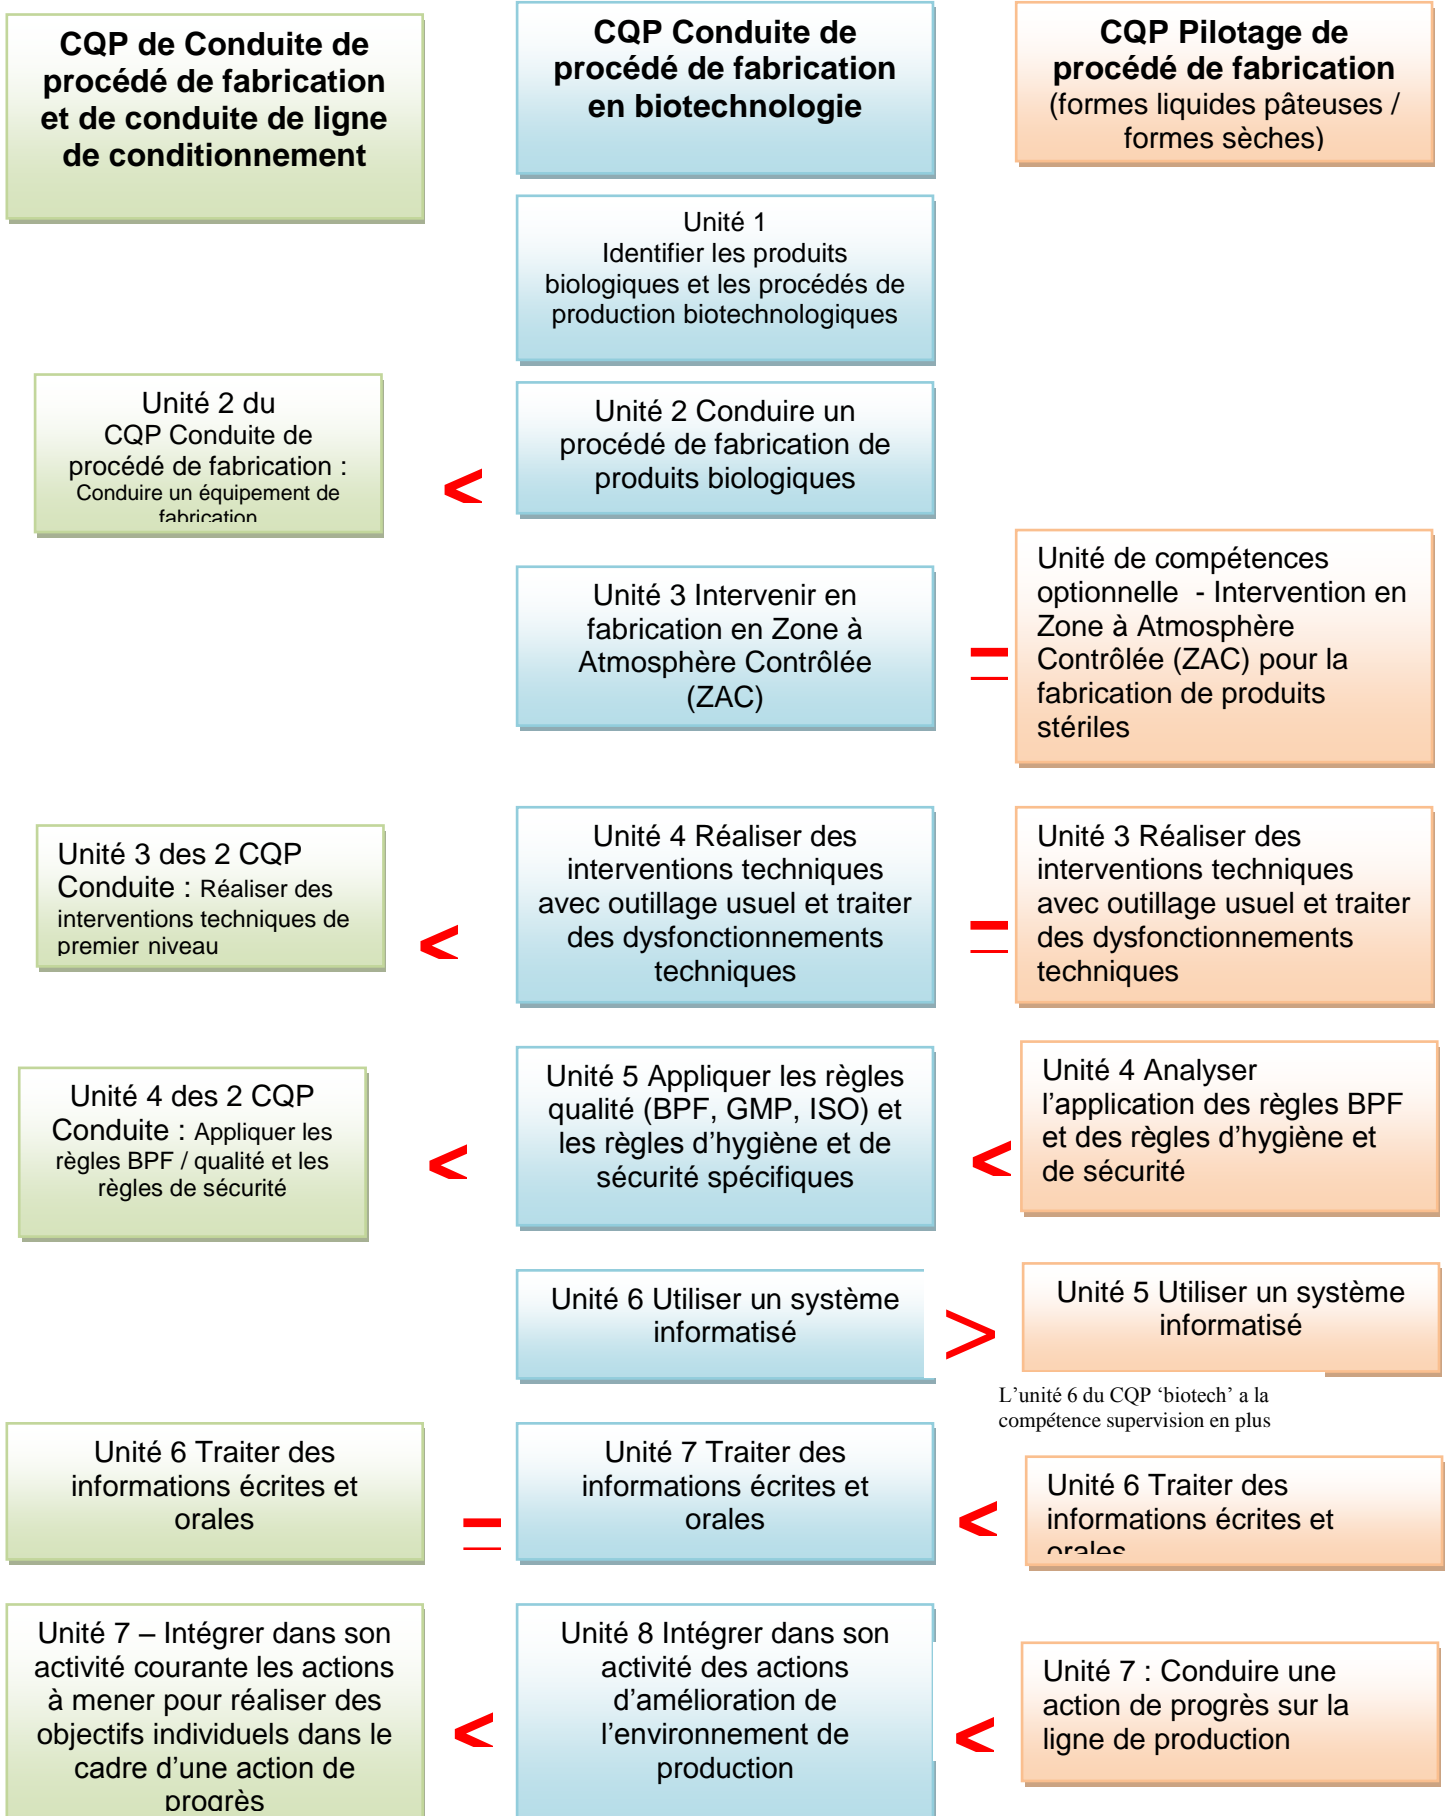 CQP de Conduite de
procédé de fabrication
et de conduite de ligne
de conditionnement
CQP Conduite de
procédé de fabrication
en biotechnologie
CQP Pilotage de
procédé de fabrication
(formes liquides pâteuses /
formes sèches)
Unité 1
Identifier les produits
biologiques et les procédés de
production biotechnologiques
Unité 2 du
CQP Conduite de
procédé de fabrication :
Conduire un équipement de
fabrication
<
Unité 2 Conduire un
procédé de fabrication de
produits biologiques
Unité 3 Intervenir en
fabrication en Zone à
Atmosphère Contrôlée
(ZAC)
=
Unité de compétences
optionnelle - Intervention en
Zone à Atmosphère
Contrôlée (ZAC) pour la
fabrication de produits
stériles
Unité 3 des 2 CQP
Conduite : Réaliser des
interventions techniques de
premier niveau
<
Unité 4 Réaliser des
interventions techniques
avec outillage usuel et traiter
des dysfonctionnements
techniques
=
Unité 3 Réaliser des
interventions techniques
avec outillage usuel et traiter
des dysfonctionnements
techniques
Unité 4 des 2 CQP
Conduite : Appliquer les
règles BPF / qualité et les
règles de sécurité
<
Unité 5 Appliquer les règles
qualité (BPF, GMP, ISO) et
les règles d’hygiène et de
sécurité spécifiques
<
Unité 4 Analyser
l’application des règles BPF
et des règles d’hygiène et
de sécurité
Unité 6 Utiliser un système
informatisé
>
Unité 5 Utiliser un système
informatisé
L’unité 6 du CQP ‘biotech’ a la
compétence supervision en plus
Unité 6 Traiter des
informations écrites et
orales
=
Unité 7 Traiter des
informations écrites et
orales
<
Unité 6 Traiter des
informations écrites et
orales
Unité 7 – Intégrer dans son
activité courante les actions
à mener pour réaliser des
objectifs individuels dans le
cadre d’une action de
progrès
<
Unité 8 Intégrer dans son
activité des actions
d’amélioration de
l’environnement de
production
<
Unité 7 : Conduire une
action de progrès sur la
ligne de production